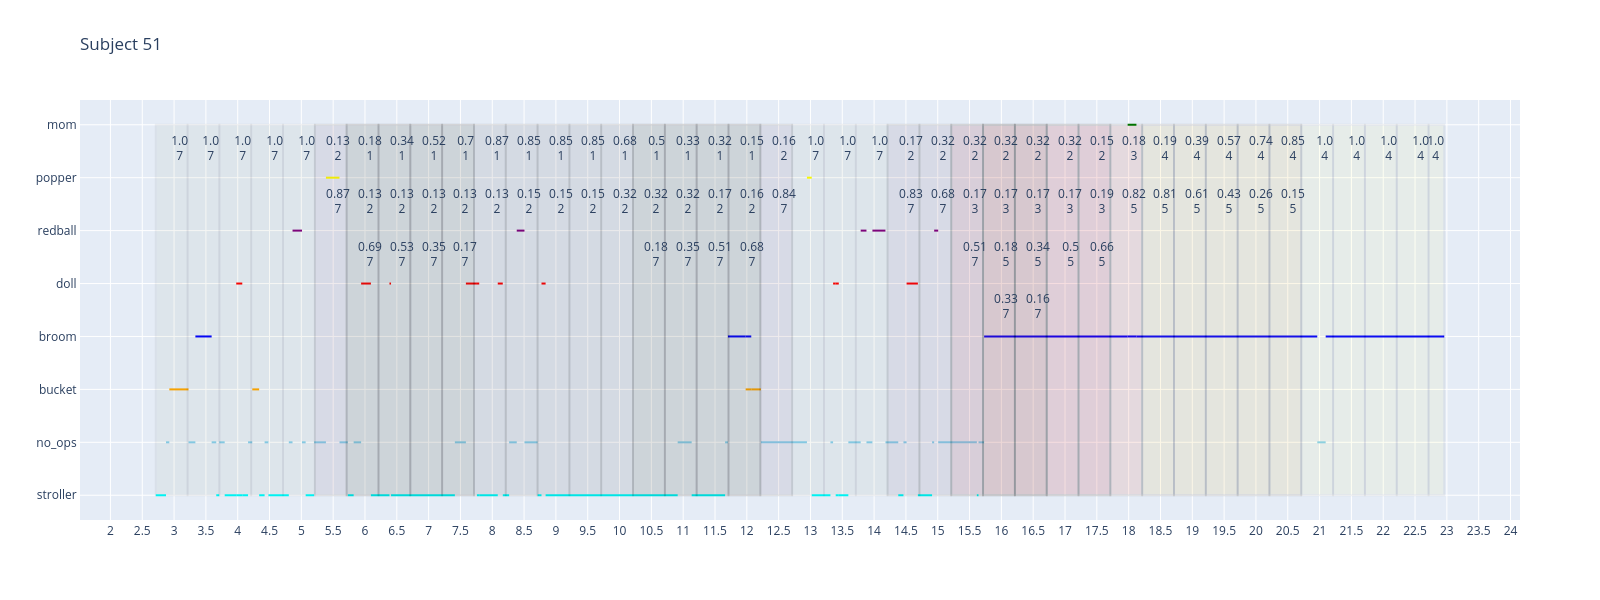 Subject 51
mom
1.0 1.0 1.0 1.0 1.0 0.13 0.18 0.34 0.52 0.7 0.87 0.85 0.85 0.85 0.68 0.5 0.33 0.32 0.15 0.16 1.0 1.0 1.0 0.17 0.32 0.32 0.32 0.32 0.32 0.15 0.18 0.19 0.39 0.57 0.74 0.85 1.0 1.0 1.0 1.0 1.0
7 7 7 7 7 2 1 1 1 1 1 1 1 1 1 1 1 1 1 2 7 7 7 2 2 2 2 2 2 2 3 4 4 4 4 4 4 4 4 4 4
popper
0.87 0.13 0.13 0.13 0.13 0.13 0.15 0.15 0.15 0.32 0.32 0.32 0.17 0.16 0.84 0.83 0.68 0.17 0.17 0.17 0.17 0.19 0.82 0.81 0.61 0.43 0.26 0.15
7 2 2 2 2 2 2 2 2 2 2 2 2 2 7 7 7 3 3 3 3 3 5 5 5 5 5 5
redball
0.69 0.53 0.35 0.17 0.18 0.35 0.51 0.68 0.51 0.18 0.34 0.5 0.66
7 7 7 7 7 7 7 7 7 5 5 5 5
doll
0.33 0.16
7 7
broom
bucket
no_ops
stroller
2 2.5 3 3.5 4 4.5 5 5.5 6 6.5 7 7.5 8 8.5 9 9.5 10 10.5 11 11.5 12 12.5 13 13.5 14 14.5 15 15.5 16 16.5 17 17.5 18 18.5 19 19.5 20 20.5 21 21.5 22 22.5 23 23.5 24